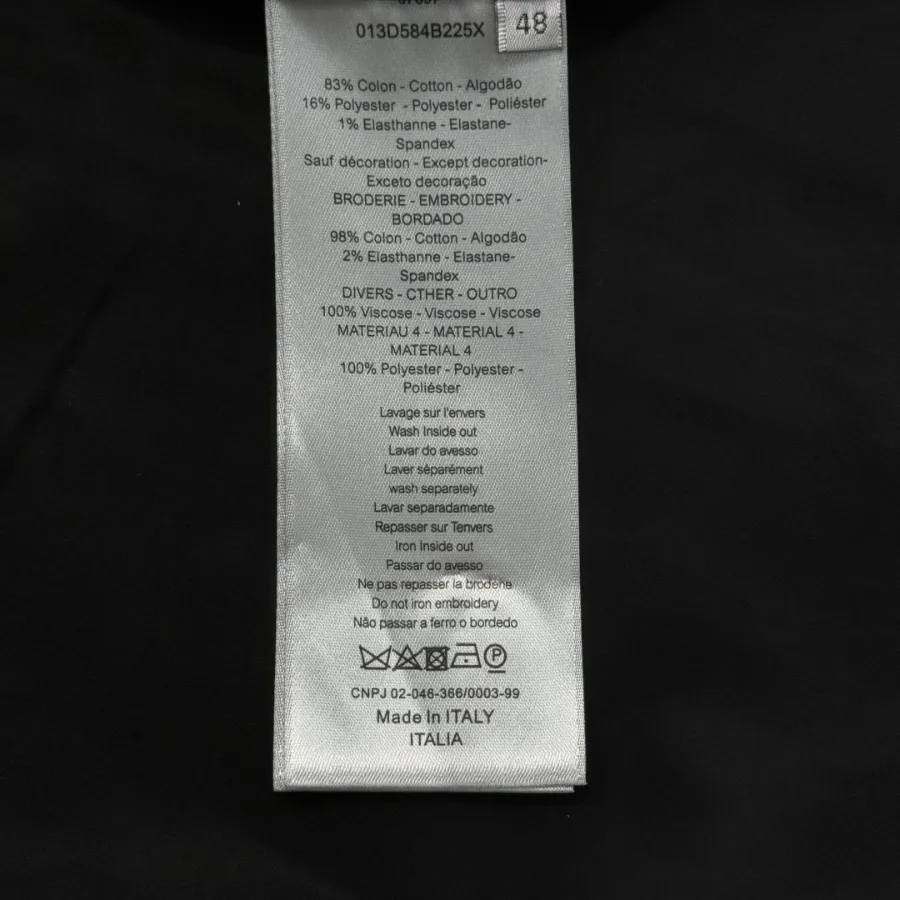 013D584B225X
48
83% Colon - Cotton - Algodão
16% Polyester - Polyester - Poliéster
1% Elasthanne - Elastane-
Spandex
Sauf décoration - Except decoration-
Exceto decoração
BRODERIE - EMBROIDERY -
BORDADO
98% Colon - Cotton - Algodão
2% Elasthanne - Elastane-
Spandex
DIVERS - CTHER - OUTRO
100% Viscose - Viscose - Viscose
MATERIAU 4 - MATERIAL 4 -
MATERIAL 4
100% Polyester - Polyester -
Poliéster
Lavage sur l'envers
Wash Inside out
Lavar do avesso
Laver séparément
wash separately
Lavar separadamente
Repasser sur Tenvers
Iron Inside out
Passar do avesso
Ne pas repasser la brodene
Do not iron embroidery
Não passar a ferro o bordedo
P
CNPJ 02-046-366/0003-99
Made In ITALY
ITALIA